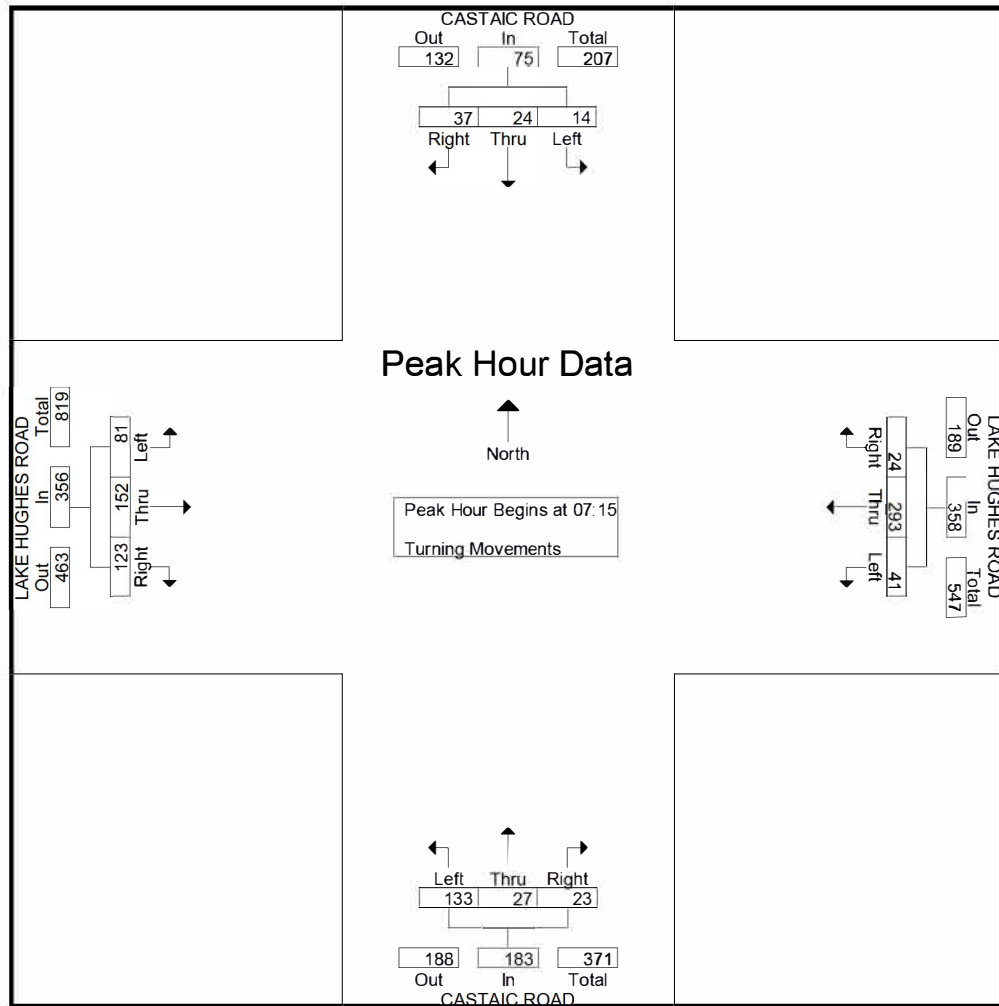 CASTAIC ROAD
Out In Total
132 75 207
37 24 14
Right Thru Left
Peak Hour Data
North
Peak Hour Begins at 07:15
Turning Movements
LAKE HUGHES ROAD
Out In Total
463 356 819
123 152 81
Right Thru Left
LAKE HUGHES ROAD
Out In Total
189 358 547
24 293 41
Right Thru Left
Left Thru Right
133 27 23
188 183 371
Out In Total
CASTAIC ROAD